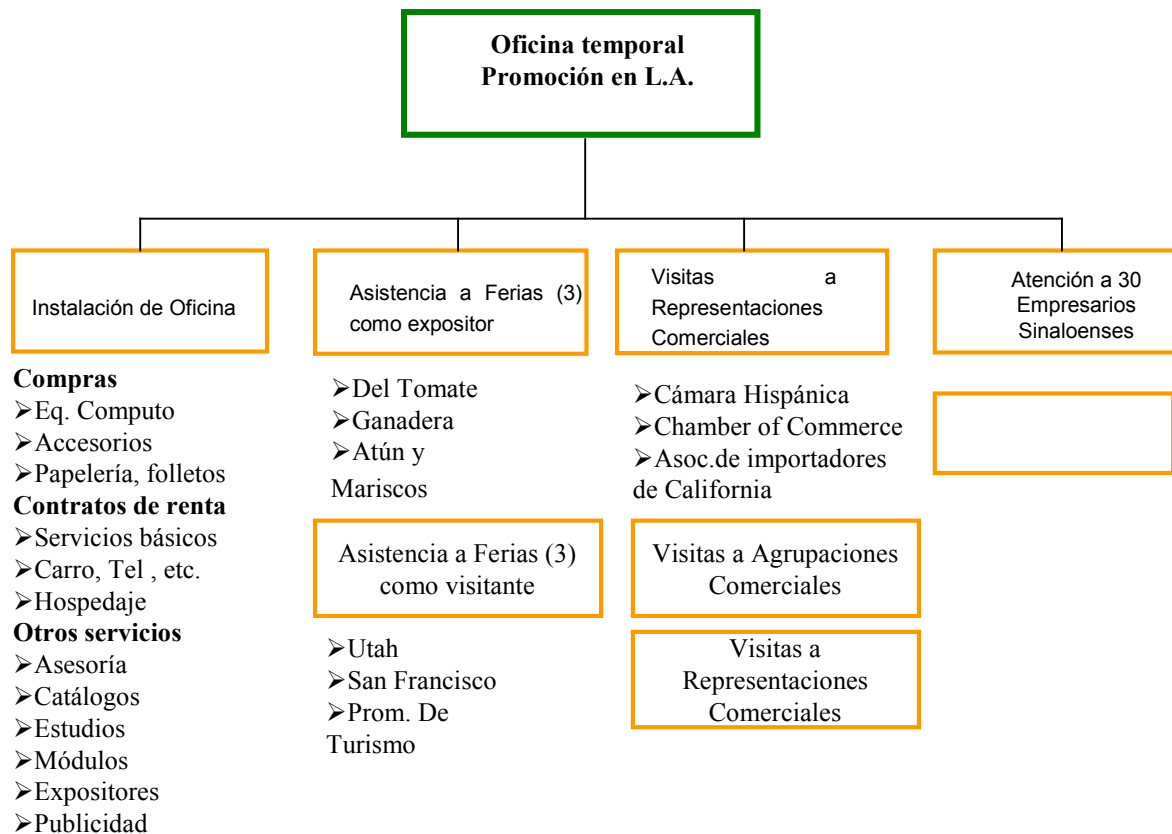 Oficina temporal
Promoción en L.A.
Instalación de Oficina
Compras
➢Eq. Computo
➢Accesorios
➢Papelería, folletos
Contratos de renta
➢Servicios básicos
➢Carro, Tel , etc.
➢Hospedaje
Otros servicios
➢Asesoría
➢Catálogos
➢Estudios
➢Módulos
➢Expositores
➢Publicidad
Asistencia a Ferias (3)
como expositor
➢Del Tomate
➢Ganadera
➢Atún y
Mariscos
Asistencia a Ferias (3)
como visitante
➢Utah
➢San Francisco
➢Prom. De
Turismo
Visitas a
Representaciones
Comerciales
➢Cámara Hispánica
➢Chamber of Commerce
➢Asoc.de importadores
de California
Visitas a Agrupaciones
Comerciales
Visitas a
Representaciones
Comerciales
Atención a 30
Empresarios
Sinaloenses